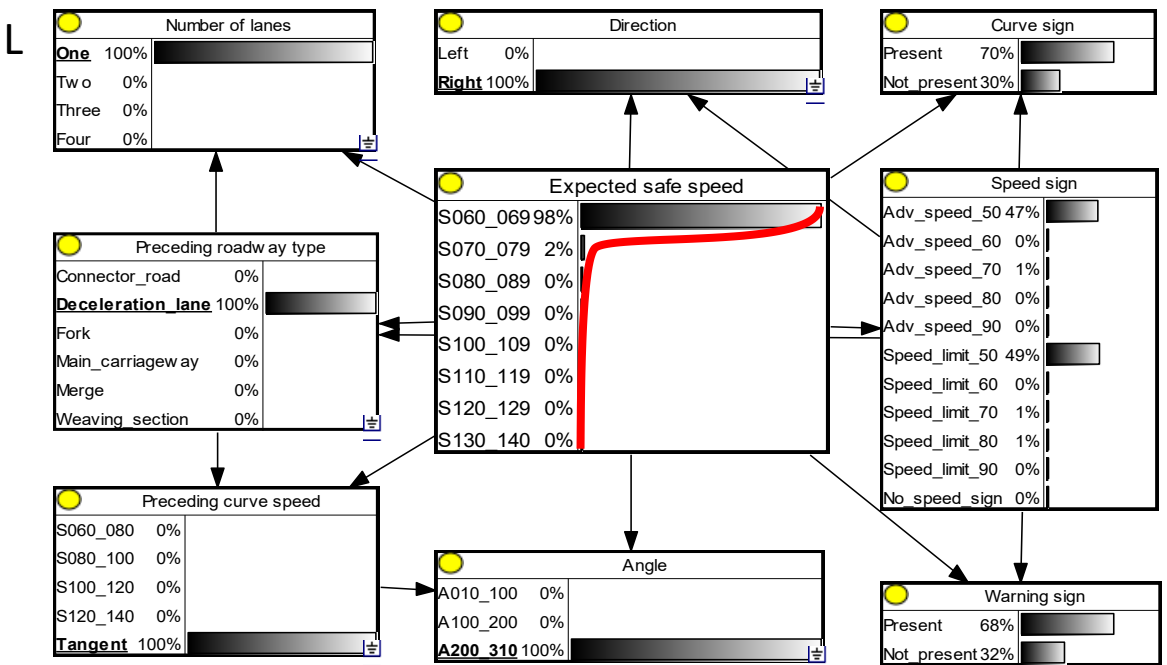 L
Number of lanes
One 100%
Two 0%
Three 0%
Four 0%
Direction
Left 0%
Right 100%
Curve sign
Present 70%
Not_present 30%
Preceding roadway type
Connector_road 0%
Deceleration_lane 100%
Fork 0%
Main_carriageway 0%
Merge 0%
Weaving_section 0%
Expected safe speed
S060_069 98%
S070_079 2%
S080_089 0%
S090_099 0%
S100_109 0%
S110_119 0%
S120_129 0%
S130_140 0%
Speed sign
Adv_speed_50 47%
Adv_speed_60 0%
Adv_speed_70 1%
Adv_speed_80 0%
Adv_speed_90 0%
Speed_limit_50 49%
Speed_limit_60 0%
Speed_limit_70 1%
Speed_limit_80 1%
Speed_limit_90 0%
No_speed_sign 0%
Preceding curve speed
S060_080 0%
S080_100 0%
S100_120 0%
S120_140 0%
Tangent 100%
Angle
A010_100 0%
A100_200 0%
A200_310 100%
Warning sign
Present 68%
Not_present 32%